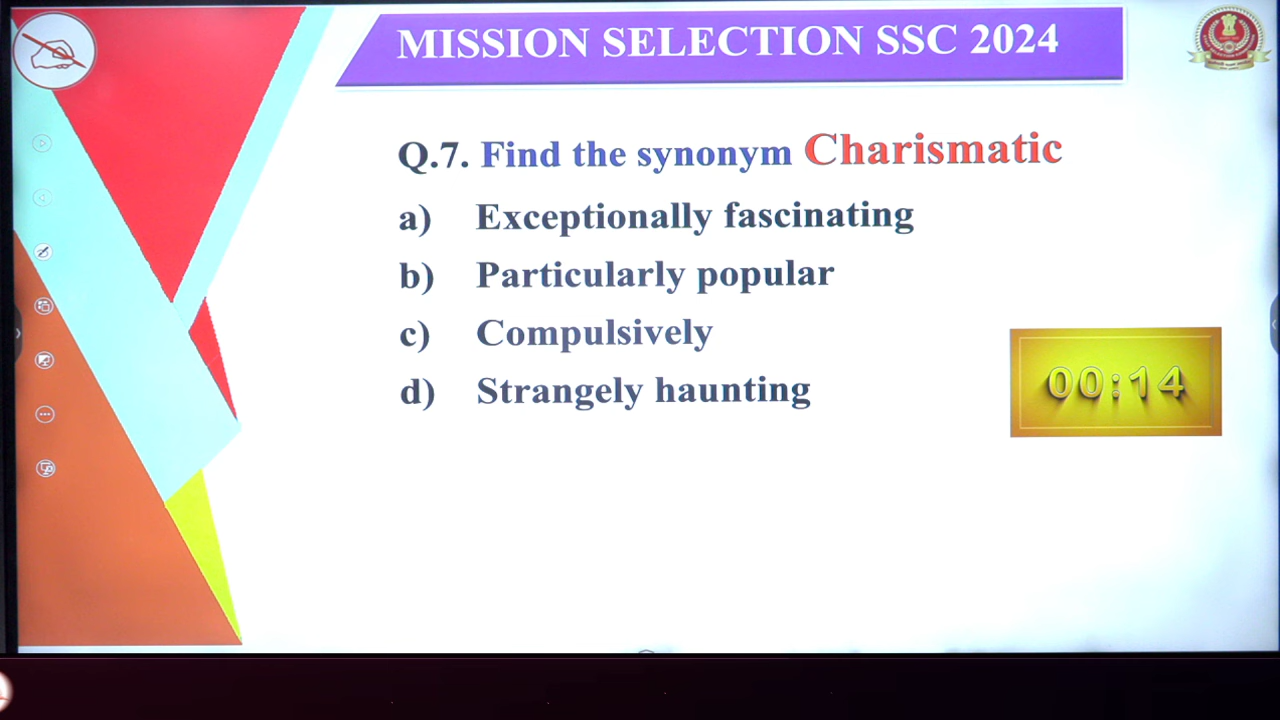 MISSION SELECTION SSC 2024
Q.7. Find the synonym Charismatic
a) Exceptionally fascinating
b) Particularly popular
c) Compulsively
d) Strangely haunting
00:14